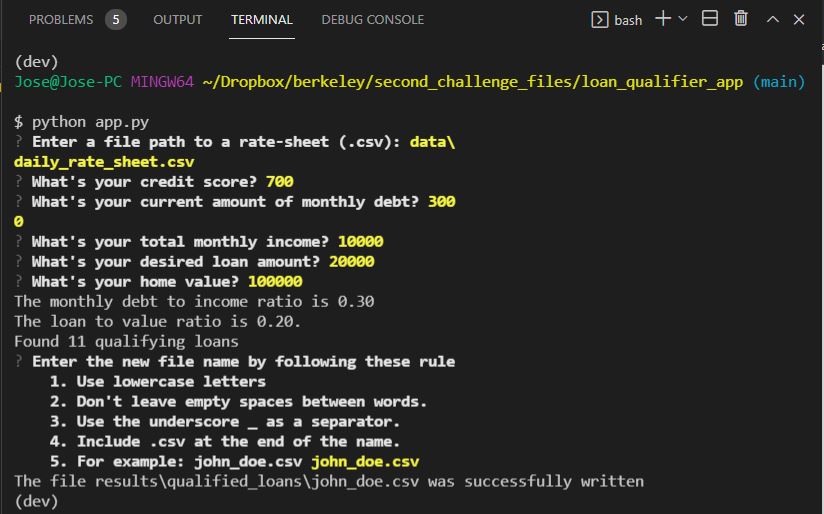 PROBLEMS 5 OUTPUT TERMINAL DEBUG CONSOLE bash
(dev)
Jose@Jose-PC MINGW64 ~/Dropbox/berkeley/second_challenge_files/loan_qualifier_app (main)
$ python app.py
? Enter a file path to a rate-sheet (.csv): data\
daily_rate_sheet.csv
? What's your credit score? 700
? What's your current amount of monthly debt? 300
0
? What's your total monthly income? 10000
? What's your desired loan amount? 20000
? What's your home value? 100000
The monthly debt to income ratio is 0.30
The loan to value ratio is 0.20.
Found 11 qualifying loans
? Enter the new file name by following these rule
1. Use lowercase letters
2. Don't leave empty spaces between words.
3. Use the underscore _ as a separator.
4. Include .csv at the end of the name.
5. For example: john_doe.csv john_doe.csv
The file results\qualified_loans\john_doe.csv was successfully written
(dev)